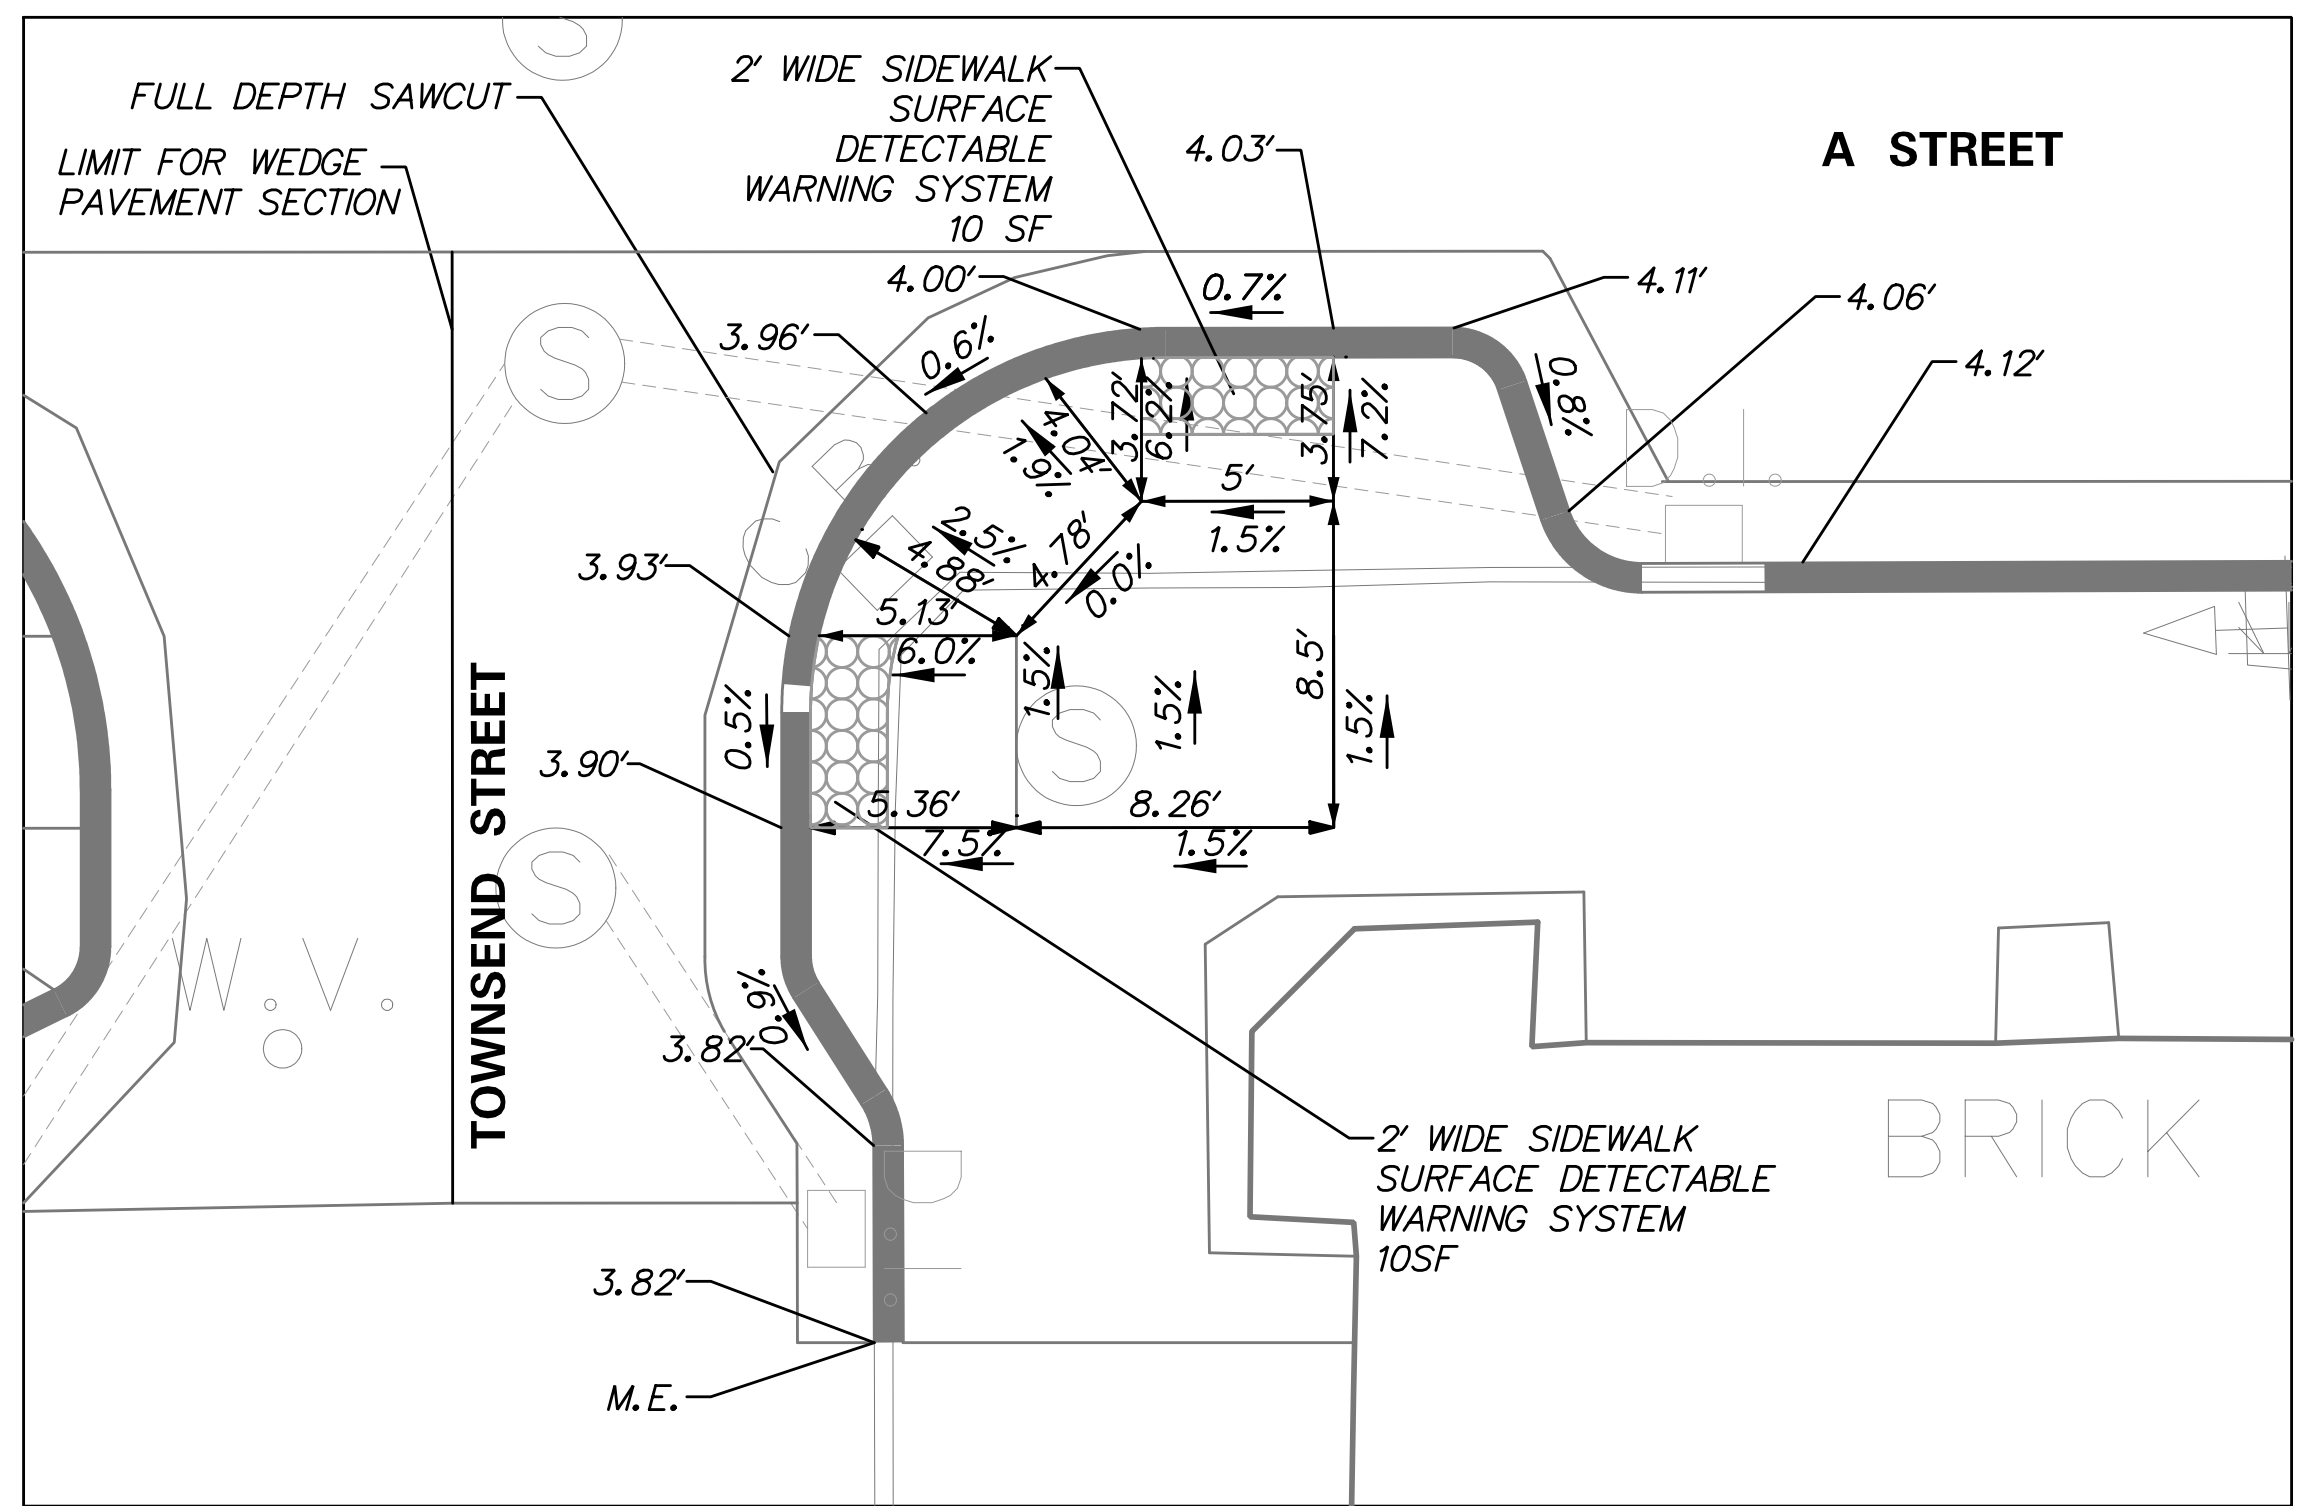 FULL DEPTH SAWCUT
LIMIT FOR WEDGE
PAVEMENT SECTION
2' WIDE SIDEWALK
SURFACE
DETECTABLE
WARNING SYSTEM
10 SF
4.03'
A STREET
4.00'
0.7%
4.11'
4.06'
3.96'
0.6%
4.12'
0.8%
3.72'
6.2%
3.75'
7.2%
4.04'
1.9%
5'
1.5%
2.5%
4.88'
4.78'
0.0%
3.93'
5.13'
6.0%
1.5%
1.5%
8.5'
1.5%
0.5%
3.90'
5.36'
7.5%
8.26'
1.5%
TOWNSEND STREET
0.9%
3.82'
2' WIDE SIDEWALK
SURFACE DETECTABLE
WARNING SYSTEM
10SF
3.82'
M.E.
S
S
S
S
W.V.
D.I.
D.I.
BRICK